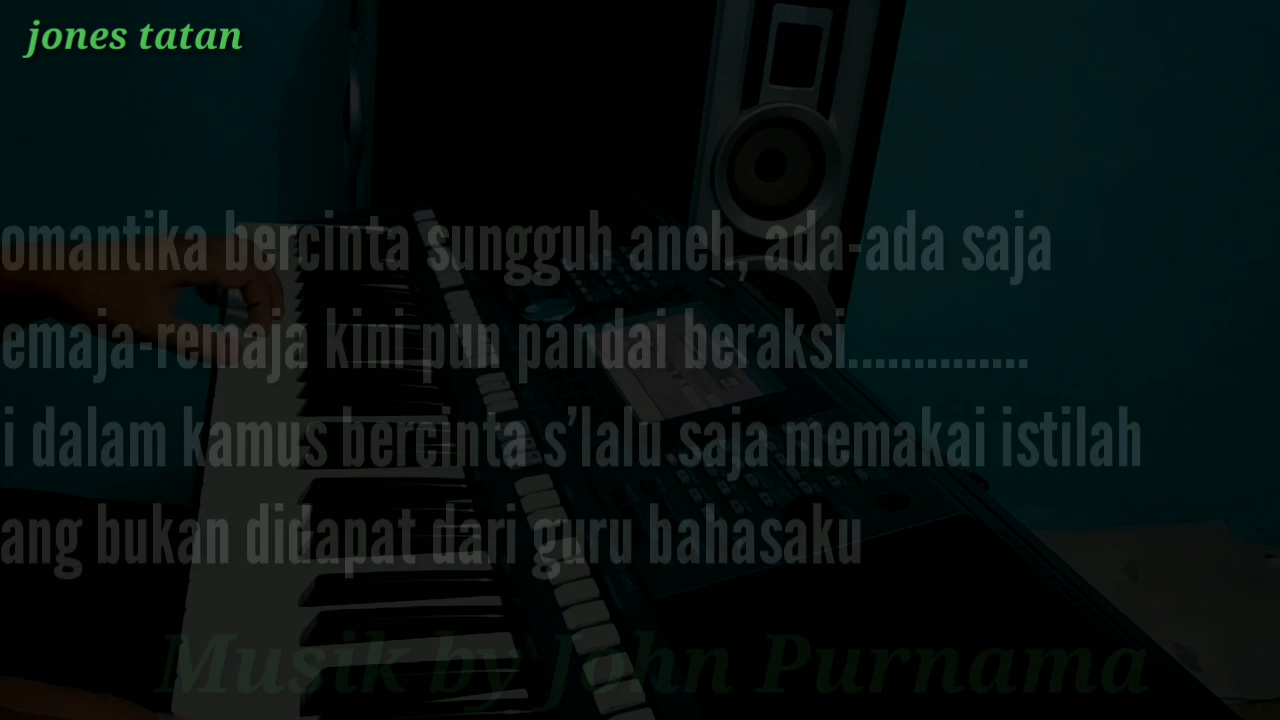 jones tatan
omantika bercinta sungguh aneh, ada-ada saja
emaja-remaja kini pun pandai beraksi...............
i dalam kamus bercinta s’lalu saja memakai istilah
ang bukan didapat dari guru bahasaku
Musik by John Purnama